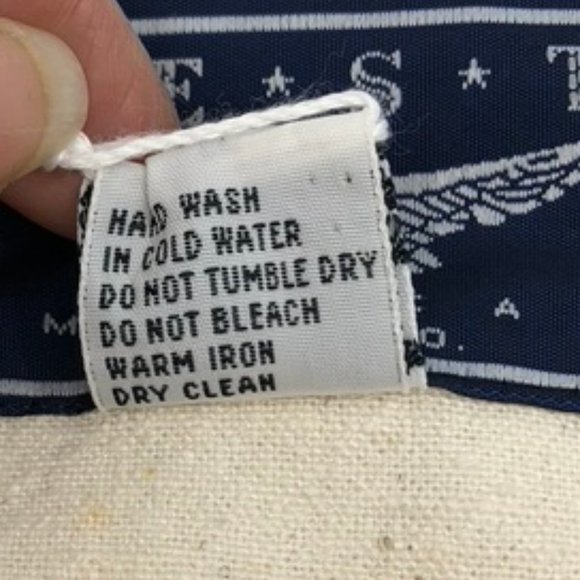 E ★ S ★ T
HAND WASH
IN COLD WATER
DO NOT TUMBLE DRY
DO NOT BLEACH
WARM IRON
DRY CLEAN
M A
O.